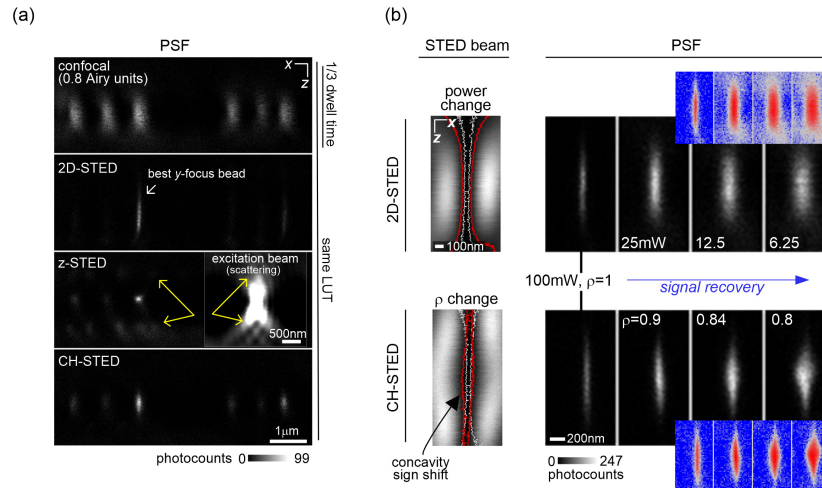 (a)
PSF
confocal
(0.8 Airy units)
x
z
1/3 dwell time
2D-STED
best y-focus bead
z-STED
excitation beam
(scattering)
500nm
same LUT
CH-STED
1μm
photocounts 0 99
(b)
STED beam
PSF
power
change
x
z
2D-STED
100nm
25mW
12.5
6.25
100mW, ρ=1
signal recovery
ρ change
ρ=0.9
0.84
0.8
CH-STED
concavity
sign shift
200nm
0 247
photocounts